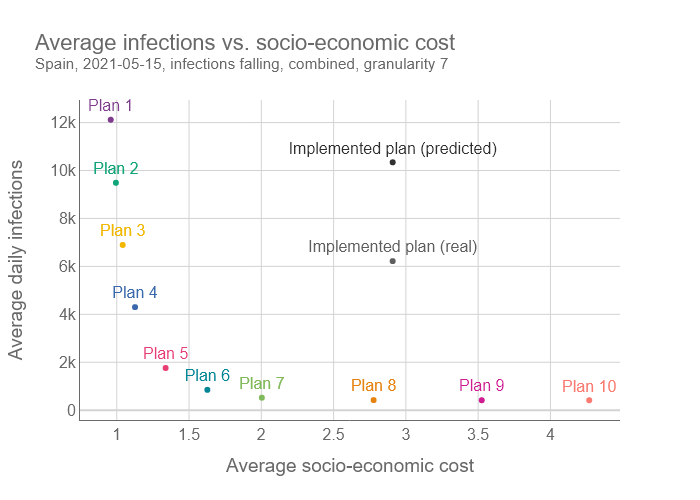 Average infections vs. socio-economic cost
Spain, 2021-05-15, infections falling, combined, granularity 7
Plan 1
12k
Implemented plan (predicted)
10k
Plan 2
8k
Plan 3
Implemented plan (real)
6k
Plan 4
4k
Plan 5
2k
Plan 6
Plan 7
Plan 8
Plan 9
Plan 10
0
1
1.5
2
2.5
3
3.5
4
Average daily infections
Average socio-economic cost